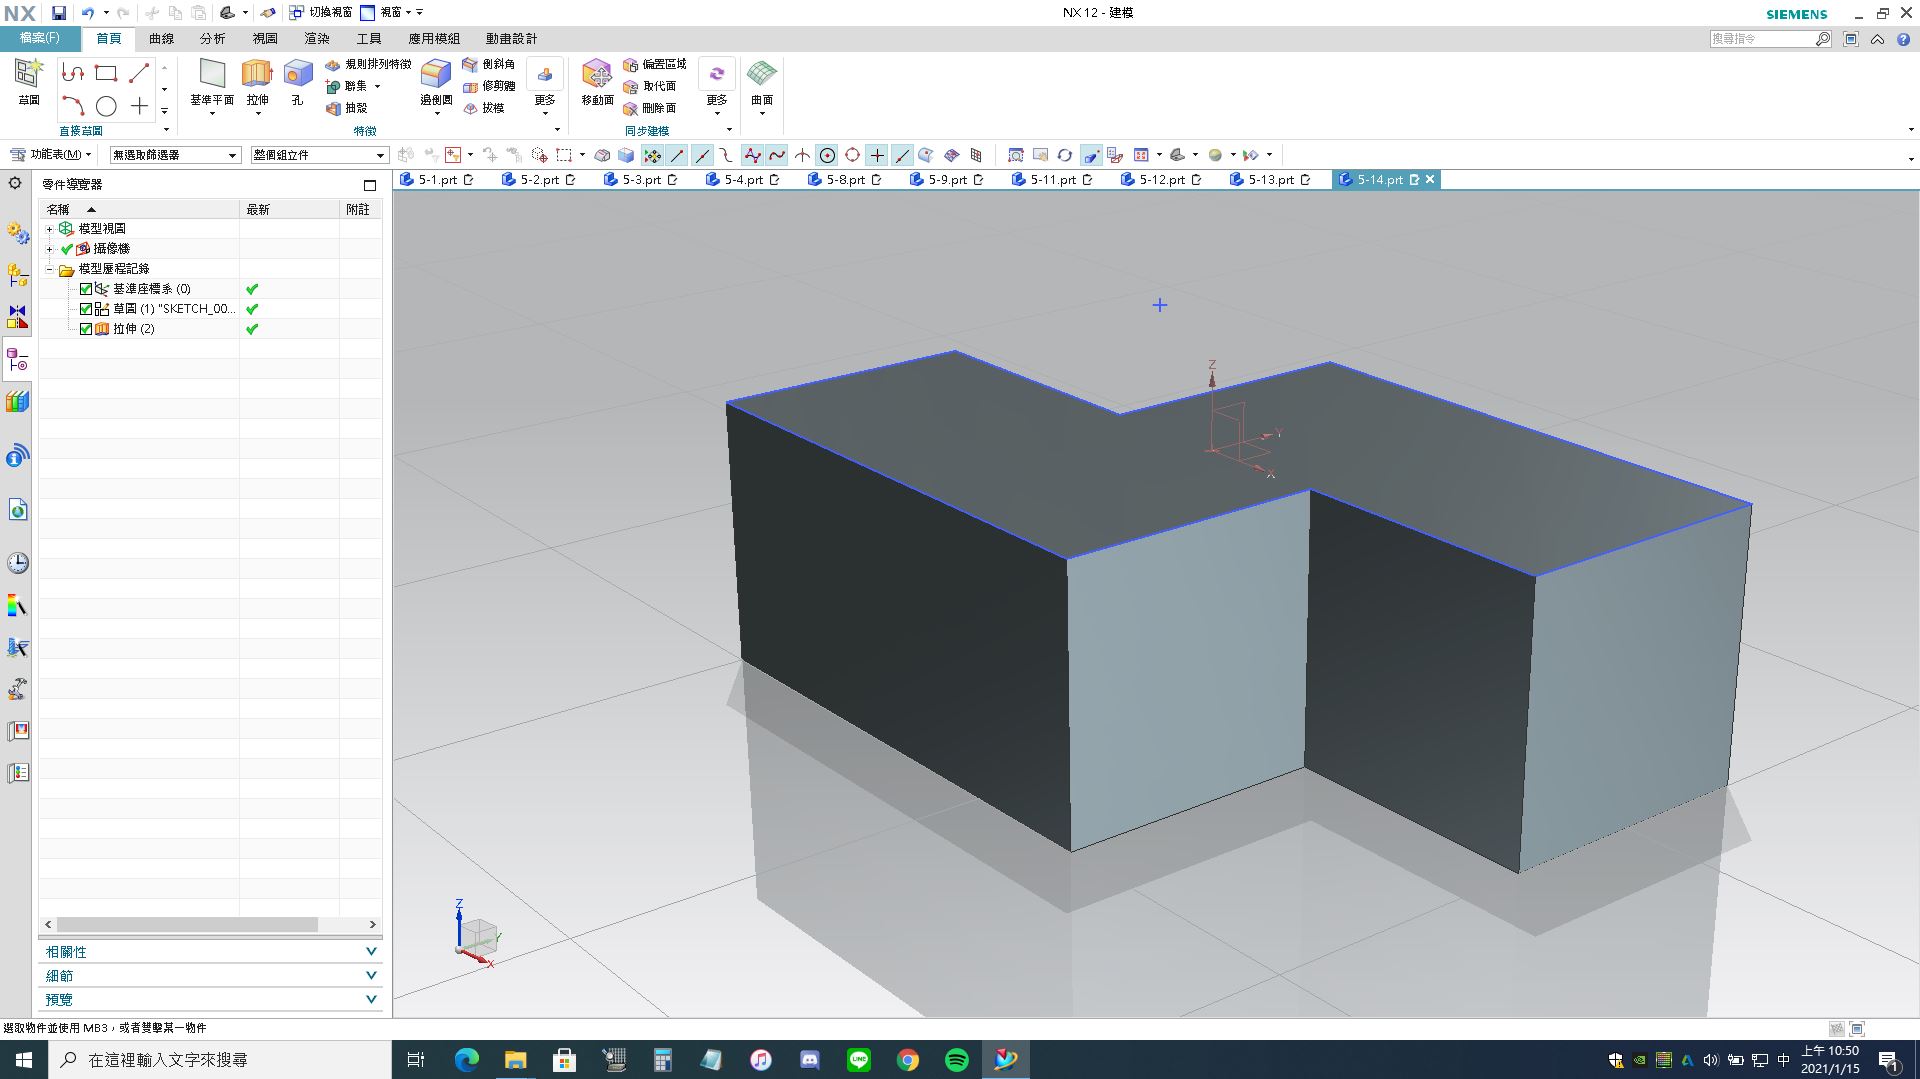 NX
切換視窗
視窗
NX 12 - 建模
SIEMENS
檔案(F)
首頁
曲線
分析
視圖
渲染
工具
應用模組
動畫設計
搜尋指令
草圖
直接草圖
基準平面
拉伸
孔
規則排列特徵
聯集
抽殼
邊倒圓
倒斜角
修剪體
拔模
更多
特徵
移動面
偏置區域
取代面
刪除面
更多
同步建模
曲面
功能表(M)
無選取篩選器
整個組立件
零件導覽器
5-1.prt
5-2.prt
5-3.prt
5-4.prt
5-8.prt
5-9.prt
5-11.prt
5-12.prt
5-13.prt
5-14.prt
名稱
最新
附註
模型視圖
攝像機
模型歷程記錄
基準座標系 (0)
草圖 (1) "SKETCH_00...
拉伸 (2)
Z
Y
X
Z
Y
X
相關性
細節
預覽
選取物件並使用 MB3，或者雙擊某一物件
在這裡輸入文字來搜尋
LINE
中
上午 10:50
2021/1/15
1